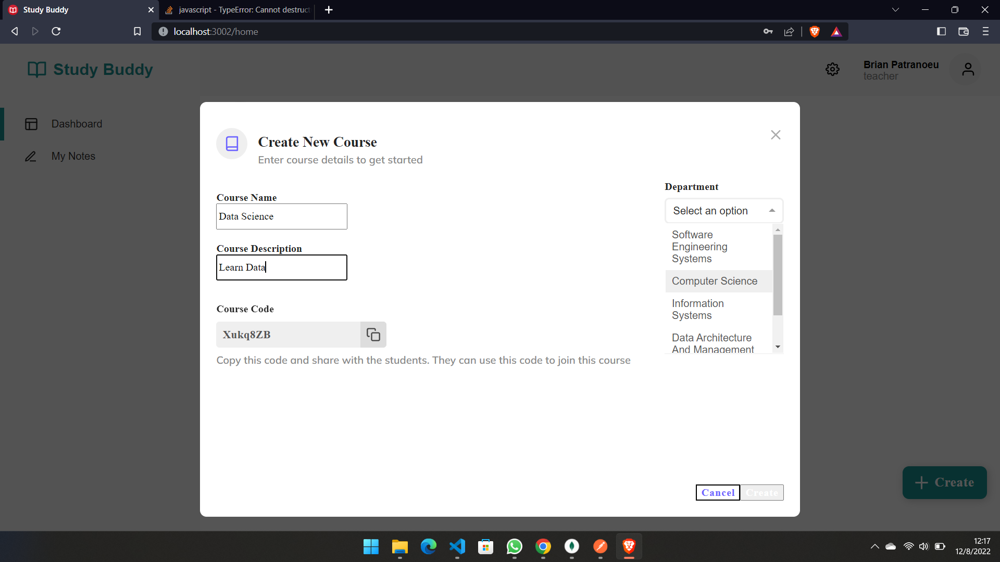 Study Buddy
javascript - TypeError: Cannot destruct
localhost:3002/home
Study Buddy
Brian Patranoeu
teacher
Dashboard
My Notes
Create New Course
Enter course details to get started
Course Name
Data Science
Course Description
Learn Data
Course Code
Xukq8ZB
Copy this code and share with the students. They can use this code to join this course
Department
Select an option
Software
Engineering
Systems
Computer Science
Information
Systems
Data Architecture
And Management
Cancel
Create
Create
12:17
12/8/2022